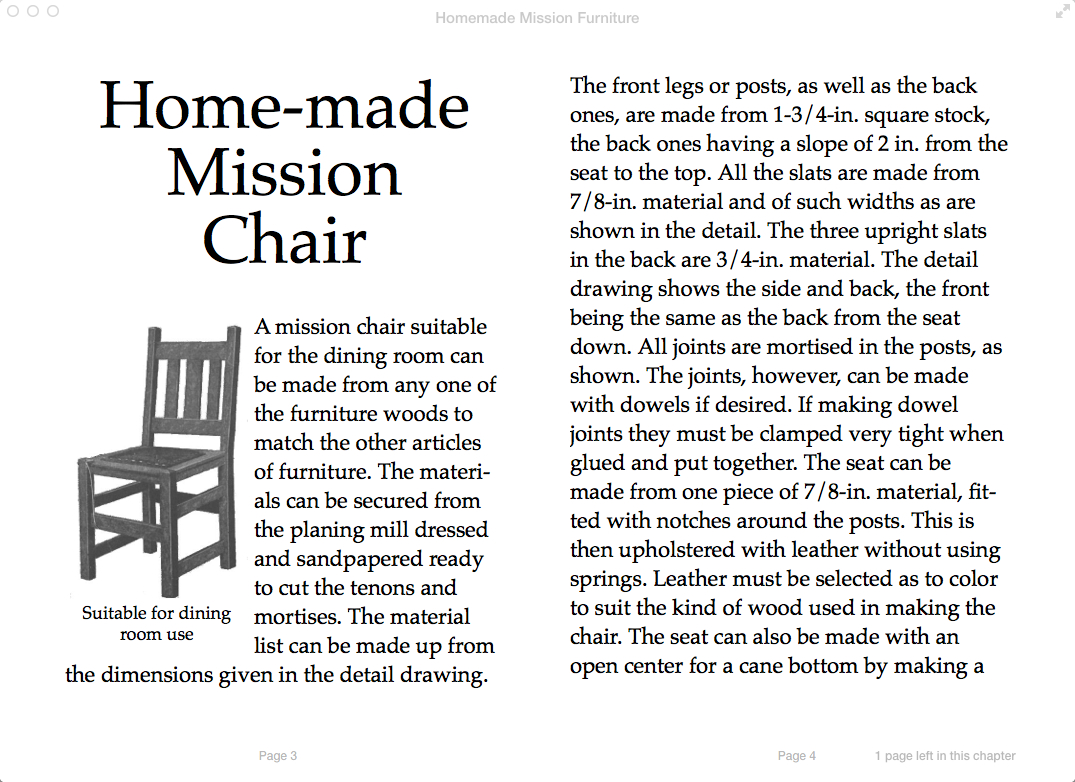 Homemade Mission Furniture
Home-made
Mission
Chair
A mission chair suitable
for the dining room can
be made from any one of
the furniture woods to
match the other articles
of furniture. The materi-
als can be secured from
the planing mill dressed
and sandpapered ready
to cut the tenons and
mortises. The material
list can be made up from
the dimensions given in the detail drawing.
Suitable for dining
room use
The front legs or posts, as well as the back
ones, are made from 1-3/4-in. square stock,
the back ones having a slope of 2 in. from the
seat to the top. All the slats are made from
7/8-in. material and of such widths as are
shown in the detail. The three upright slats
in the back are 3/4-in. material. The detail
drawing shows the side and back, the front
being the same as the back from the seat
down. All joints are mortised in the posts, as
shown. The joints, however, can be made
with dowels if desired. If making dowel
joints they must be clamped very tight when
glued and put together. The seat can be
made from one piece of 7/8-in. material, fit-
ted with notches around the posts. This is
then upholstered with leather without using
springs. Leather must be selected as to color
to suit the kind of wood used in making the
chair. The seat can also be made with an
open center for a cane bottom by making a
Page 3
Page 4
1 page left in this chapter